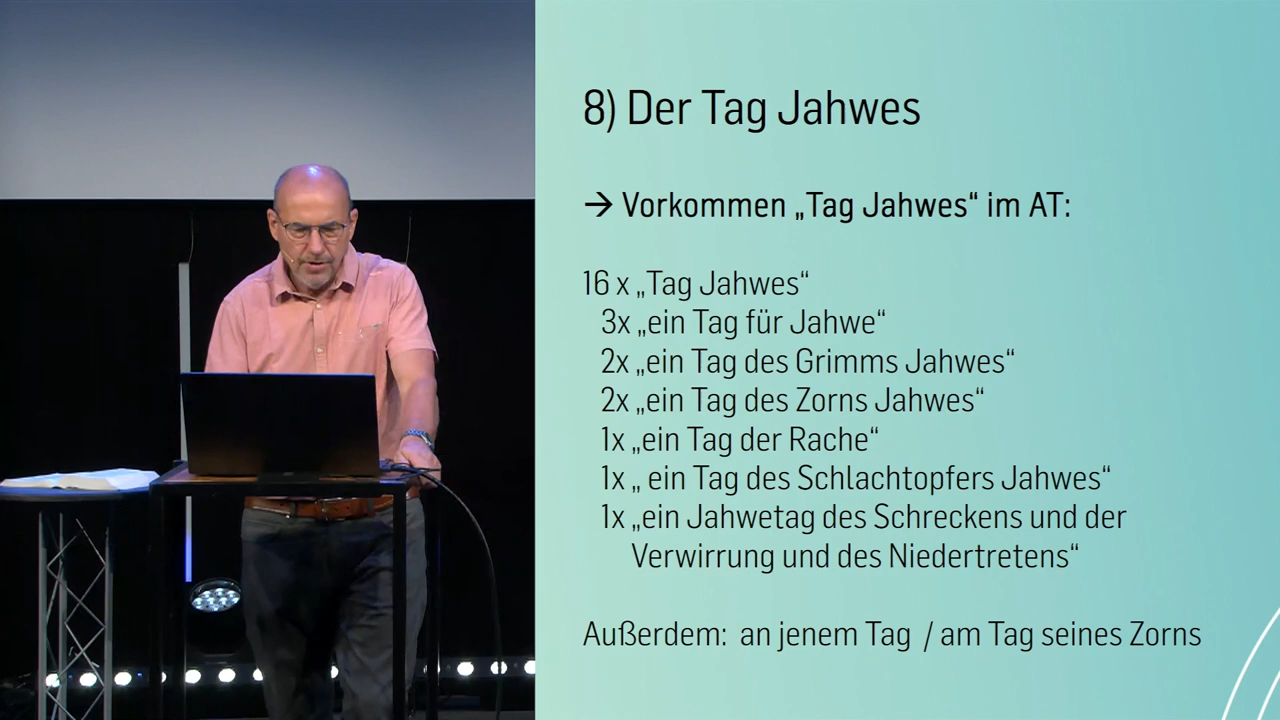 8) Der Tag Jahwes
→ Vorkommen „Tag Jahwes“ im AT:
16 x „Tag Jahwes“
3x „ein Tag für Jahwe“
2x „ein Tag des Grimms Jahwes“
2x „ein Tag des Zorns Jahwes“
1x „ein Tag der Rache“
1x „ ein Tag des Schlachtopfers Jahwes“
1x „ein Jahwetag des Schreckens und der
Verwirrung und des Niedertretens“
Außerdem: an jenem Tag / am Tag seines Zorns